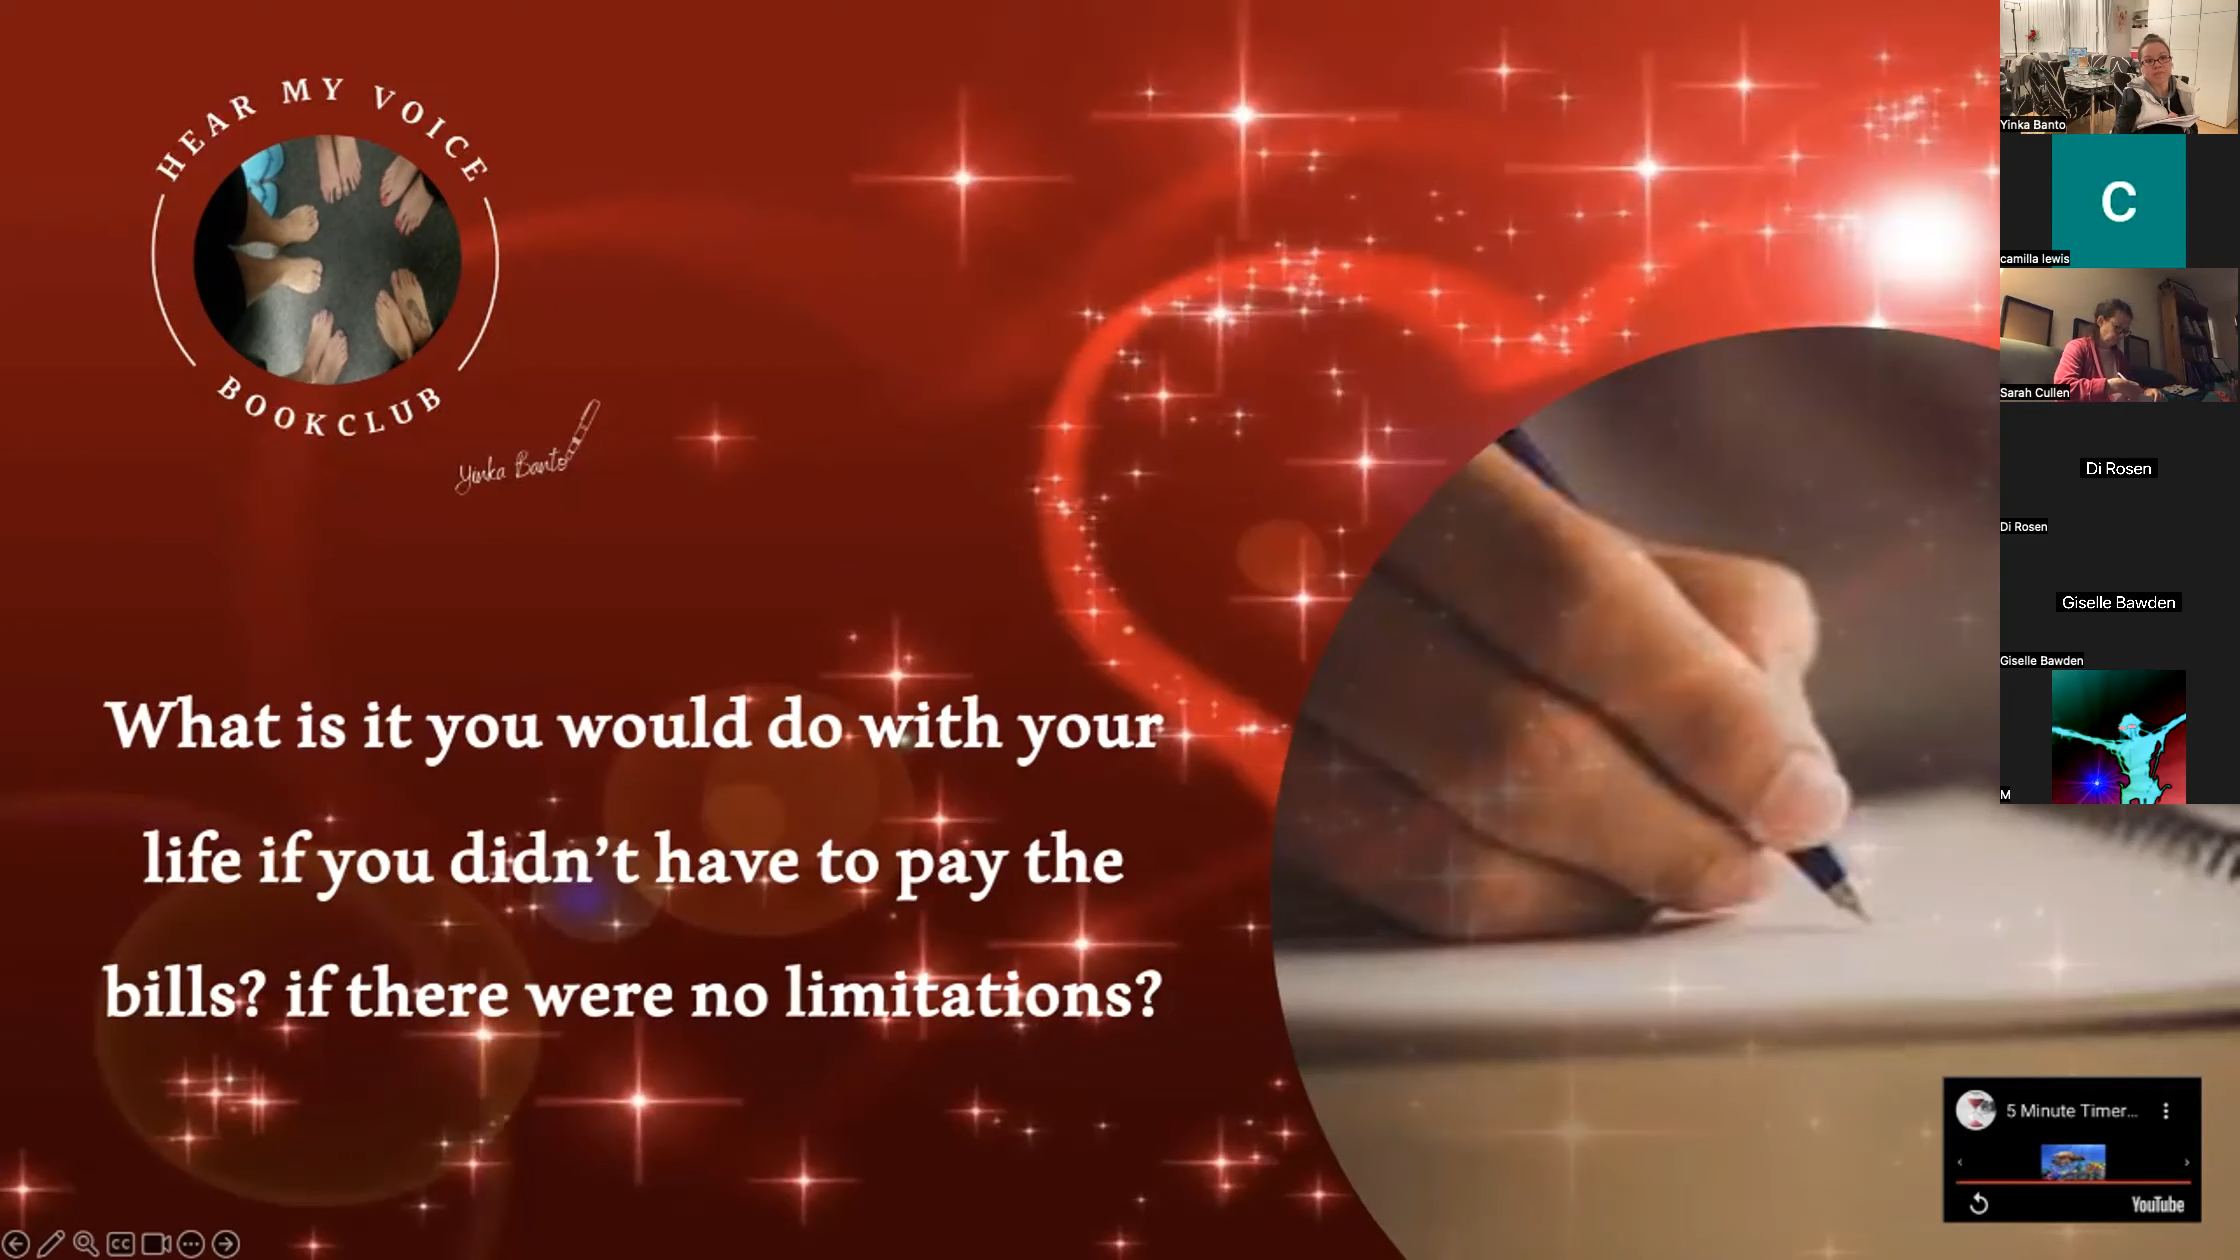 HEAR MY VOICE
BOOKCLUB
Yinka Banto
What is it you would do with your
life if you didn’t have to pay the
bills? if there were no limitations?
Yinka Banto
C
camilla lewis
Sarah Cullen
Di Rosen
Di Rosen
Giselle Bawden
Giselle Bawden
M
5 Minute Timer...
YouTube
CC